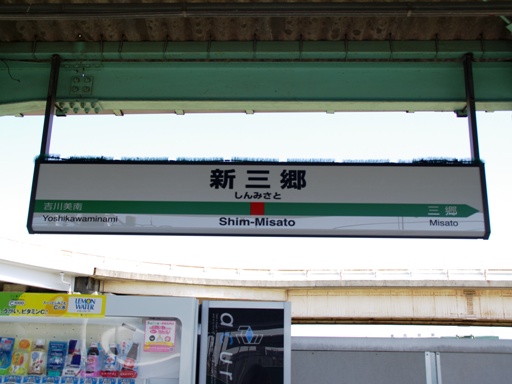 新三郷
しんみさと
吉川美南 三郷
Yoshikawaminami Misato
Shim-Misato
LEMON
WATER